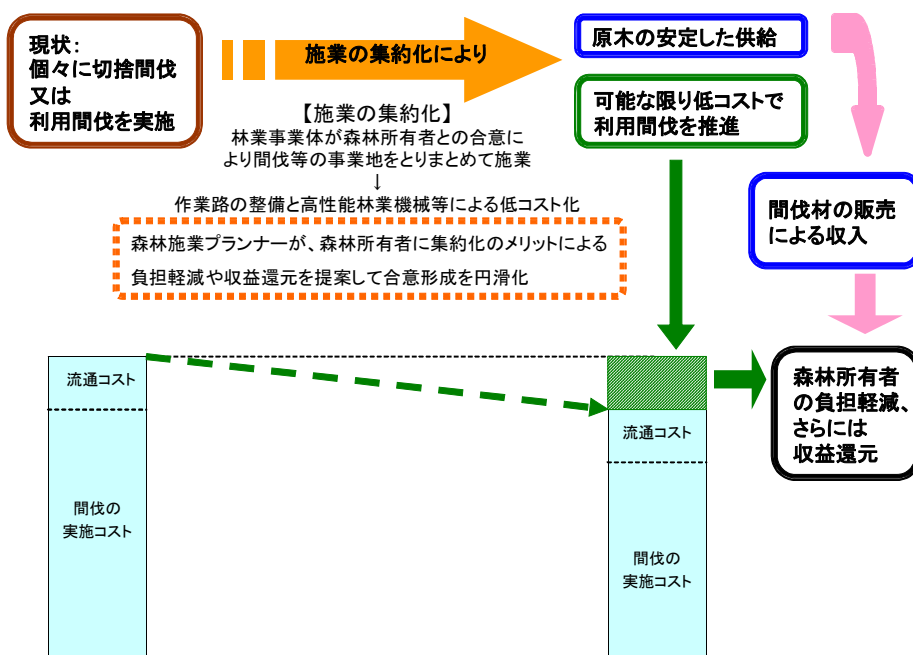 現状：
個々に切捨間伐
又は
利用間伐を実施
施業の集約化により
原木の安定した供給
可能な限り低コストで
利用間伐を推進
【施業の集約化】
林業事業体が森林所有者との合意に
より間伐等の事業地をとりまとめて施業
↓
作業路の整備と高性能林業機械等による低コスト化
森林施業プランナーが、森林所有者に集約化のメリットによる
負担軽減や収益還元を提案して合意形成を円滑化
間伐材の販売
による収入
森林所有者
の負担軽減、
さらには
収益還元
流通コスト
間伐の
実施コスト
流通コスト
間伐の
実施コスト